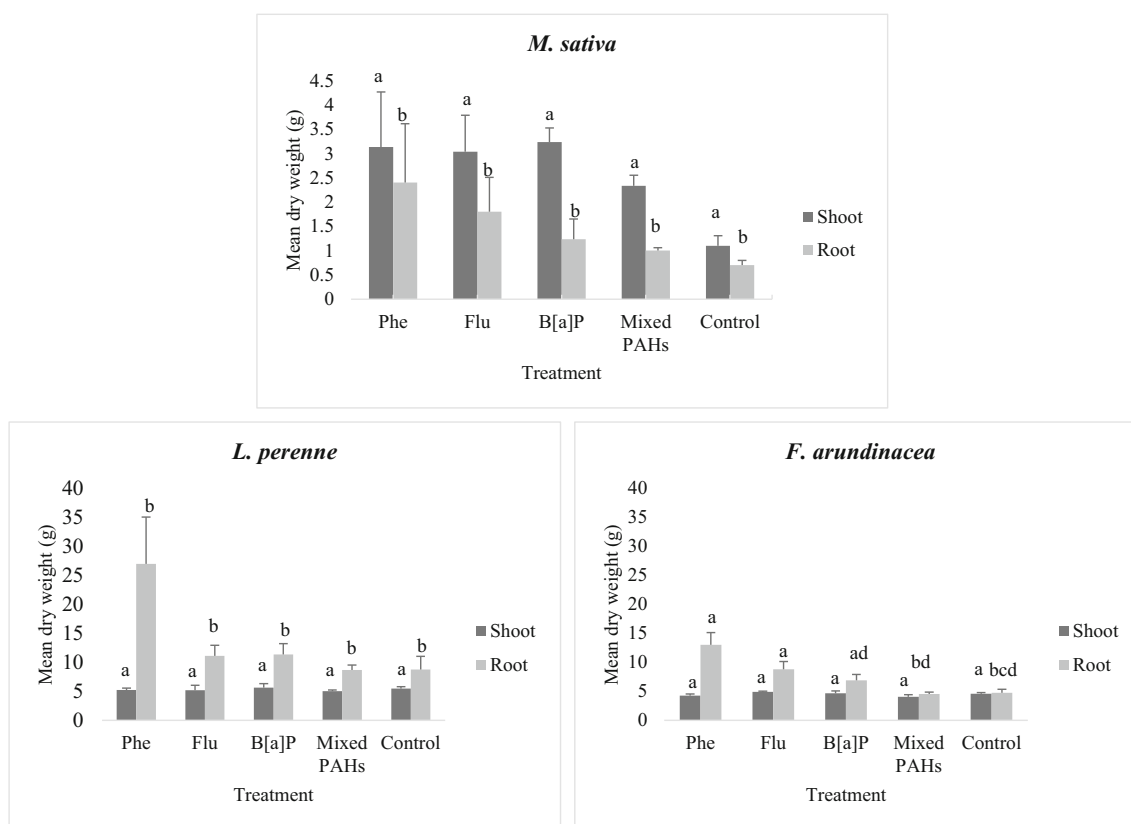 M. sativa
Mean dry weight (g)
4.5
4
3.5
3
2.5
2
1.5
1
0.5
0
a
b
a
b
a
b
a
b
a
b
Shoot
Root
Phe
Flu
B[a]P
Mixed
PAHs
Control
Treatment
L. perenne
Mean dry weight (g)
40
35
30
25
20
15
10
5
0
a
b
a
b
a
b
a
b
a
b
Shoot
Root
Phe
Flu
B[a]P
Mixed
PAHs
Control
Treatment
F. arundinacea
Mean dry weight (g)
40
35
30
25
20
15
10
5
0
a
a
a
a
a
ad
a
bd
a
bcd
Shoot
Root
Phe
Flu
B[a]P
Mixed
PAHs
Control
Treatment